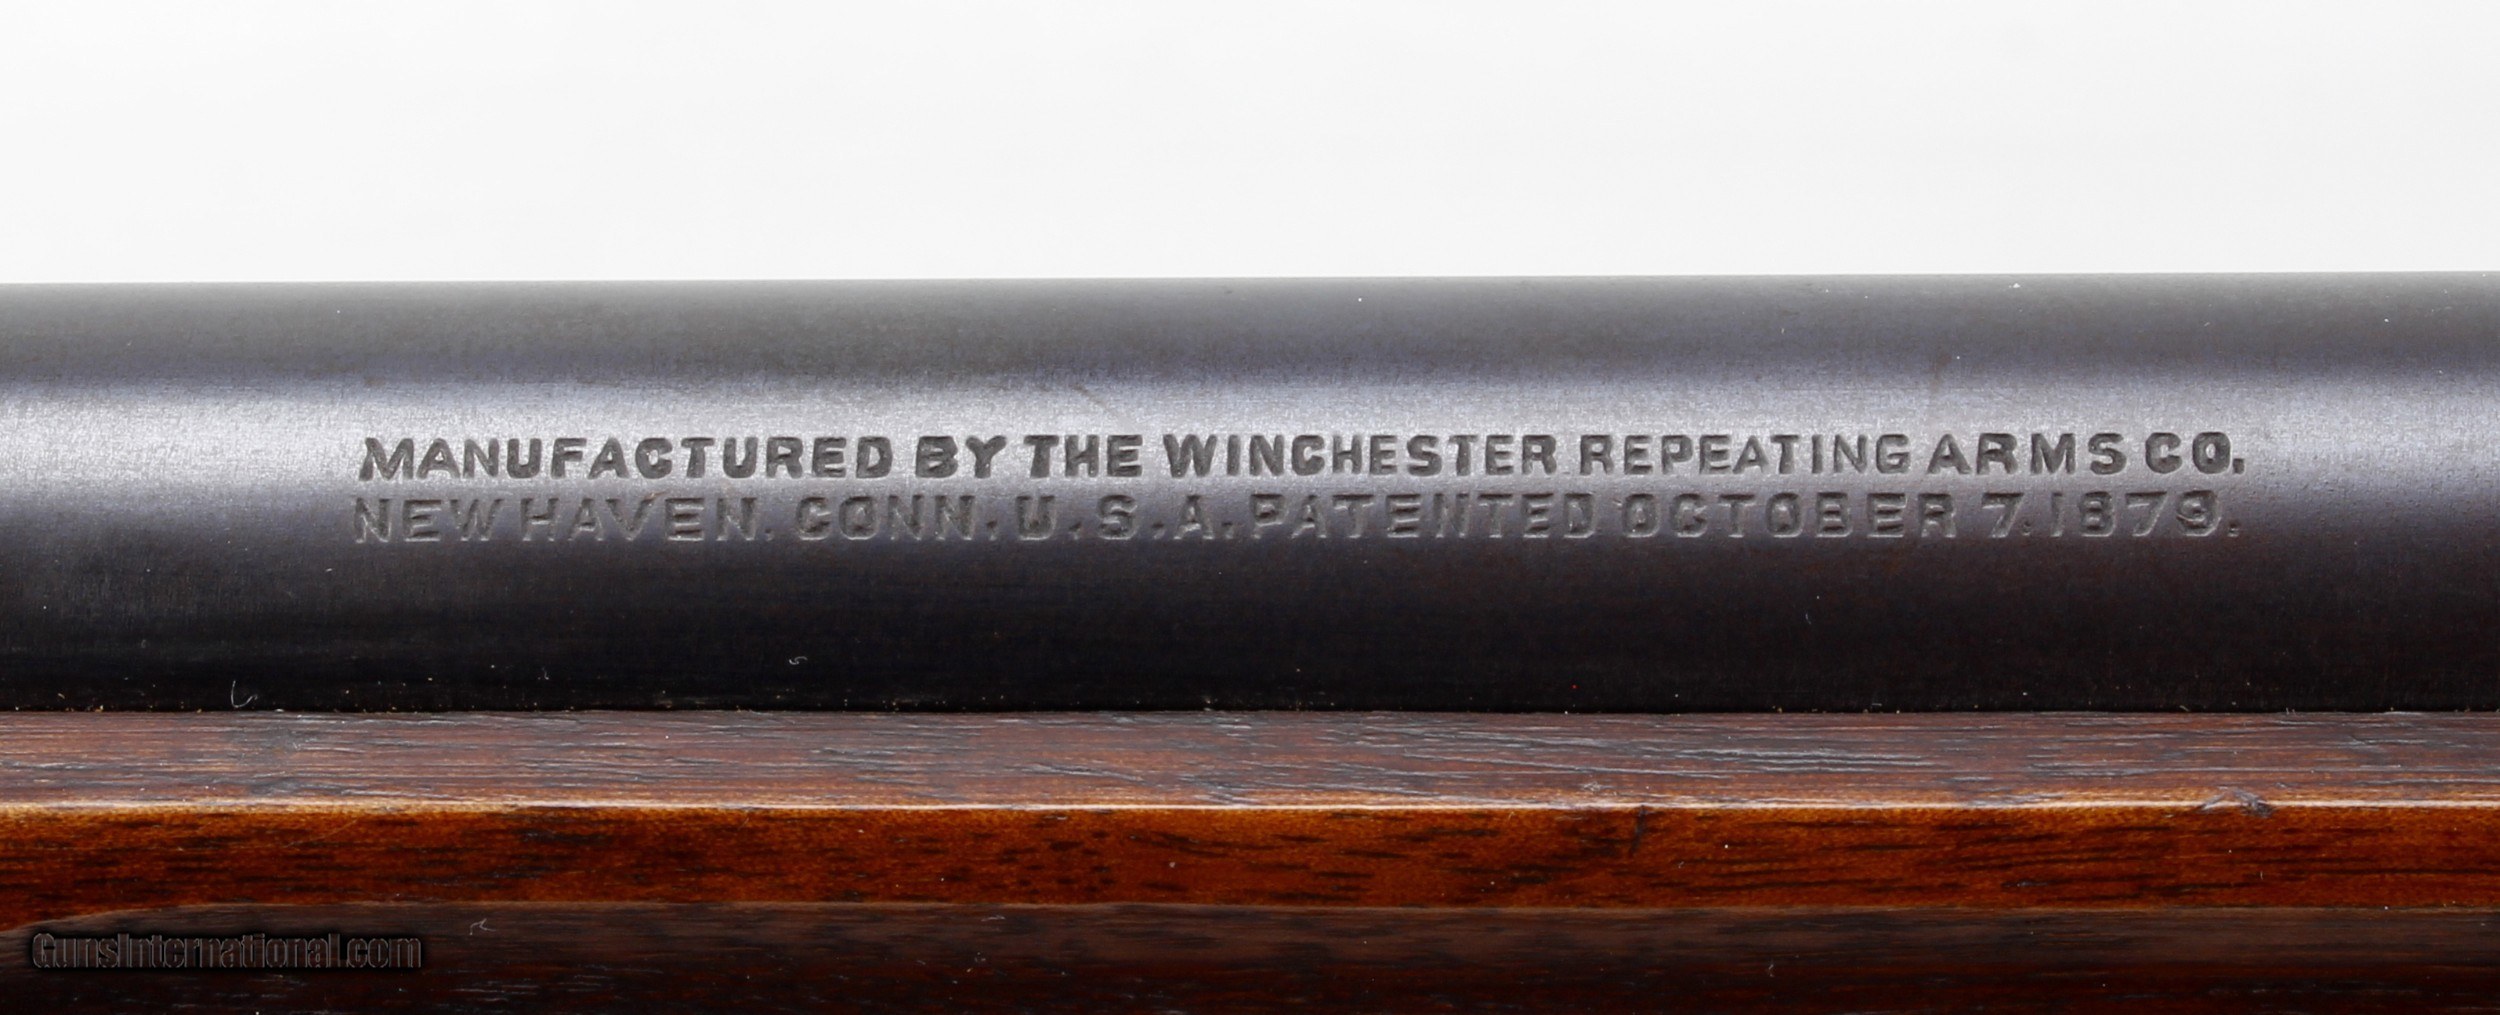 MANUFACTURED BY THE WINCHESTER REPEATING ARMS CO.
NEW HAVEN. CONN. U.S.A. PATENTED OCTOBER 7. 1879.
GunsInternational.com